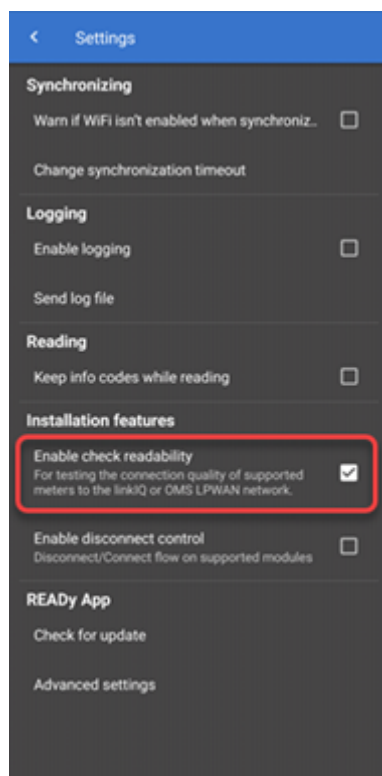 Settings
Synchronizing
Warn if WiFi isn't enabled when synchroniz..
Change synchronization timeout
Logging
Enable logging
Send log file
Reading
Keep info codes while reading
Installation features
Enable check readability
For testing the connection quality of supported
meters to the linkIQ or OMS LPWAN network.
Enable disconnect control
Disconnect/Connect flow on supported modules
READy App
Check for update
Advanced settings